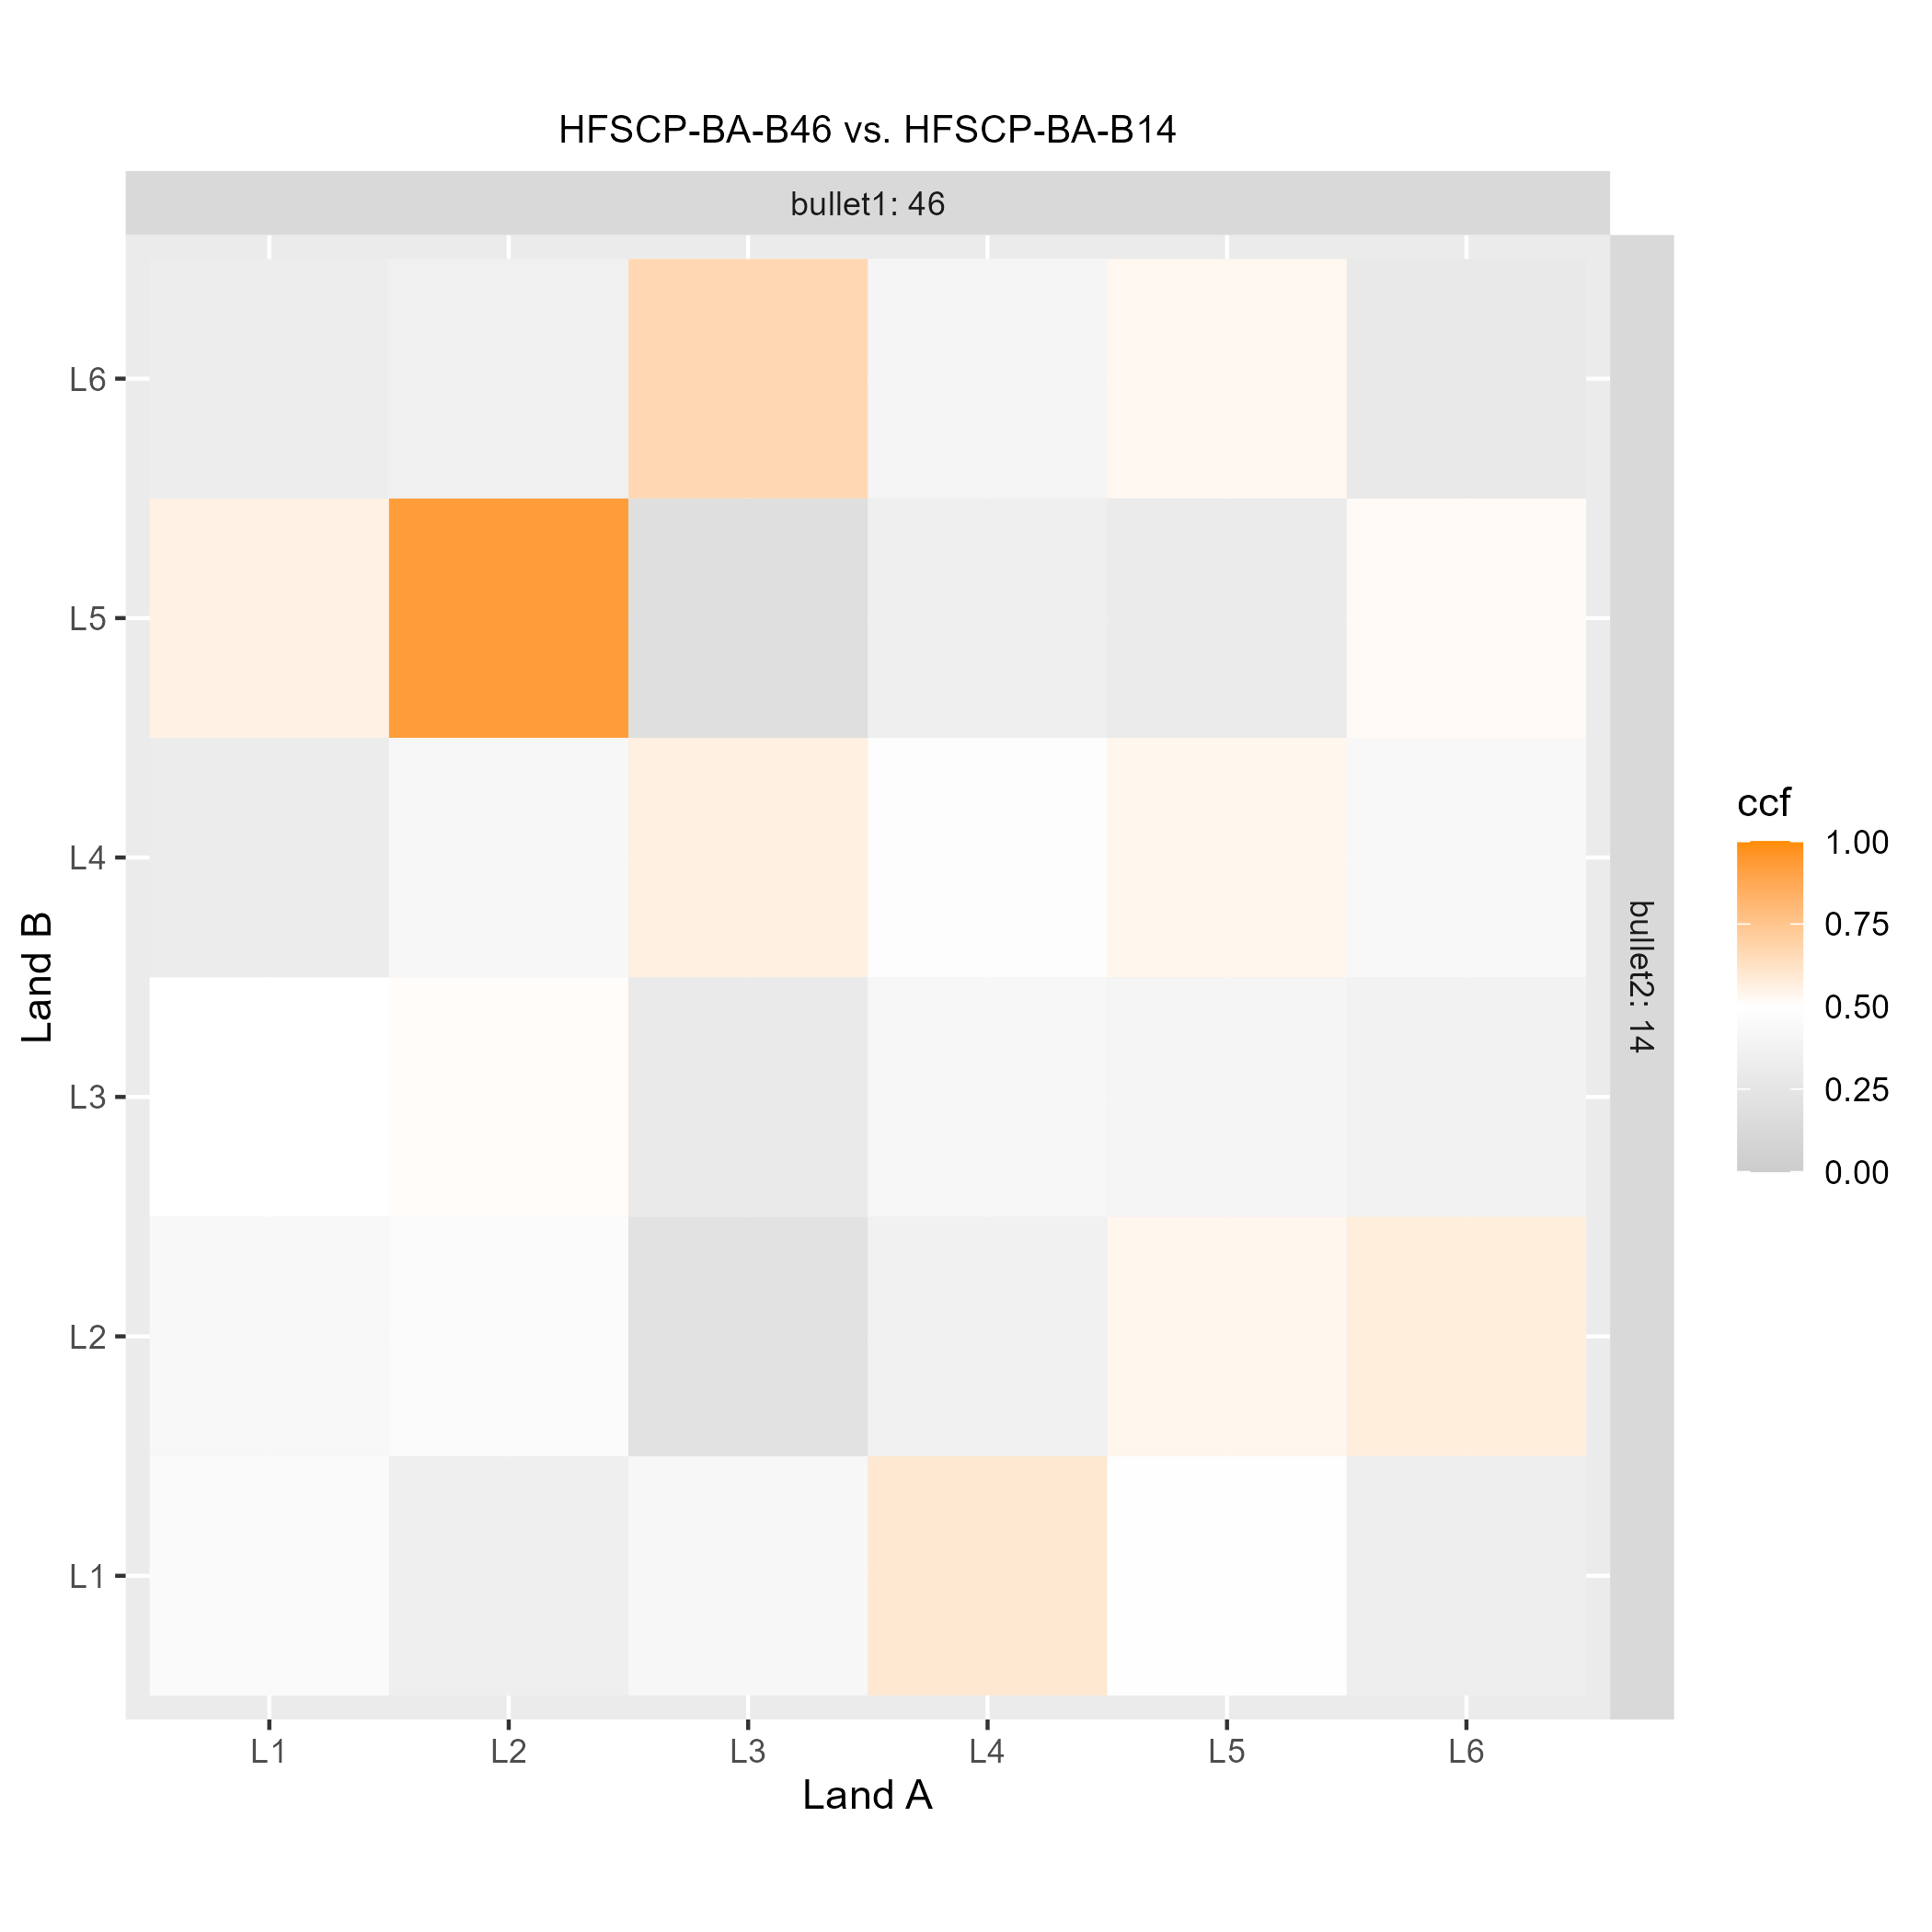 HFSCP-BA-B46 vs. HFSCP-BA-B14
bullet1: 46
L6
L5
L4
L3
L2
L1
Land B
L1 L2 L3 L4 L5 L6
Land A
bullet2: 14
ccf
1.00
0.75
0.50
0.25
0.00